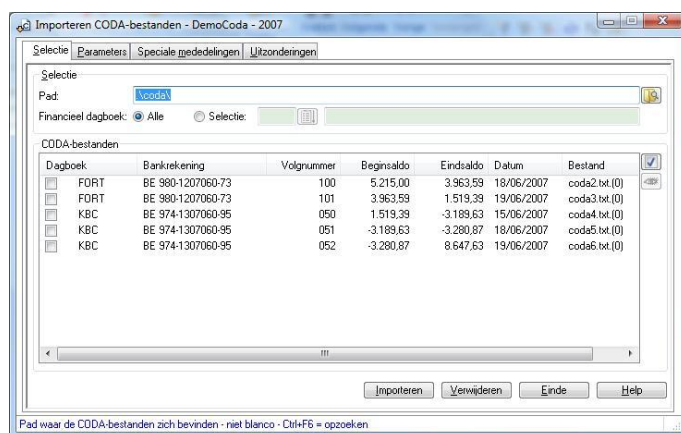 Importeren CODA-bestanden - DemoCoda - 2007
Selectie Parameters Speciale mededelingen Uitzonderingen
Selectie
Pad: .\coda\
Financieel dagboek: Alle Selectie:
CODA-bestanden
Dagboek Bankrekening Volgnummer Beginsaldo Eindsaldo Datum Bestand
FORT BE 980-1207060-73 100 5.215,00 3.963,59 18/06/2007 coda2.txt.(0)
FORT BE 980-1207060-73 101 3.963,59 1.519,39 19/06/2007 coda3.txt.(0)
KBC BE 974-1307060-95 050 1.519,39 -3.189,63 15/06/2007 coda4.txt.(0)
KBC BE 974-1307060-95 051 -3.189,63 -3.280,87 18/06/2007 coda5.txt.(0)
KBC BE 974-1307060-95 052 -3.280,87 8.647,63 19/06/2007 coda6.txt.(0)
Importeren Verwijderen Einde Help
Pad waar de CODA-bestanden zich bevinden - niet blanco - Ctrl+F6 = opzoeken